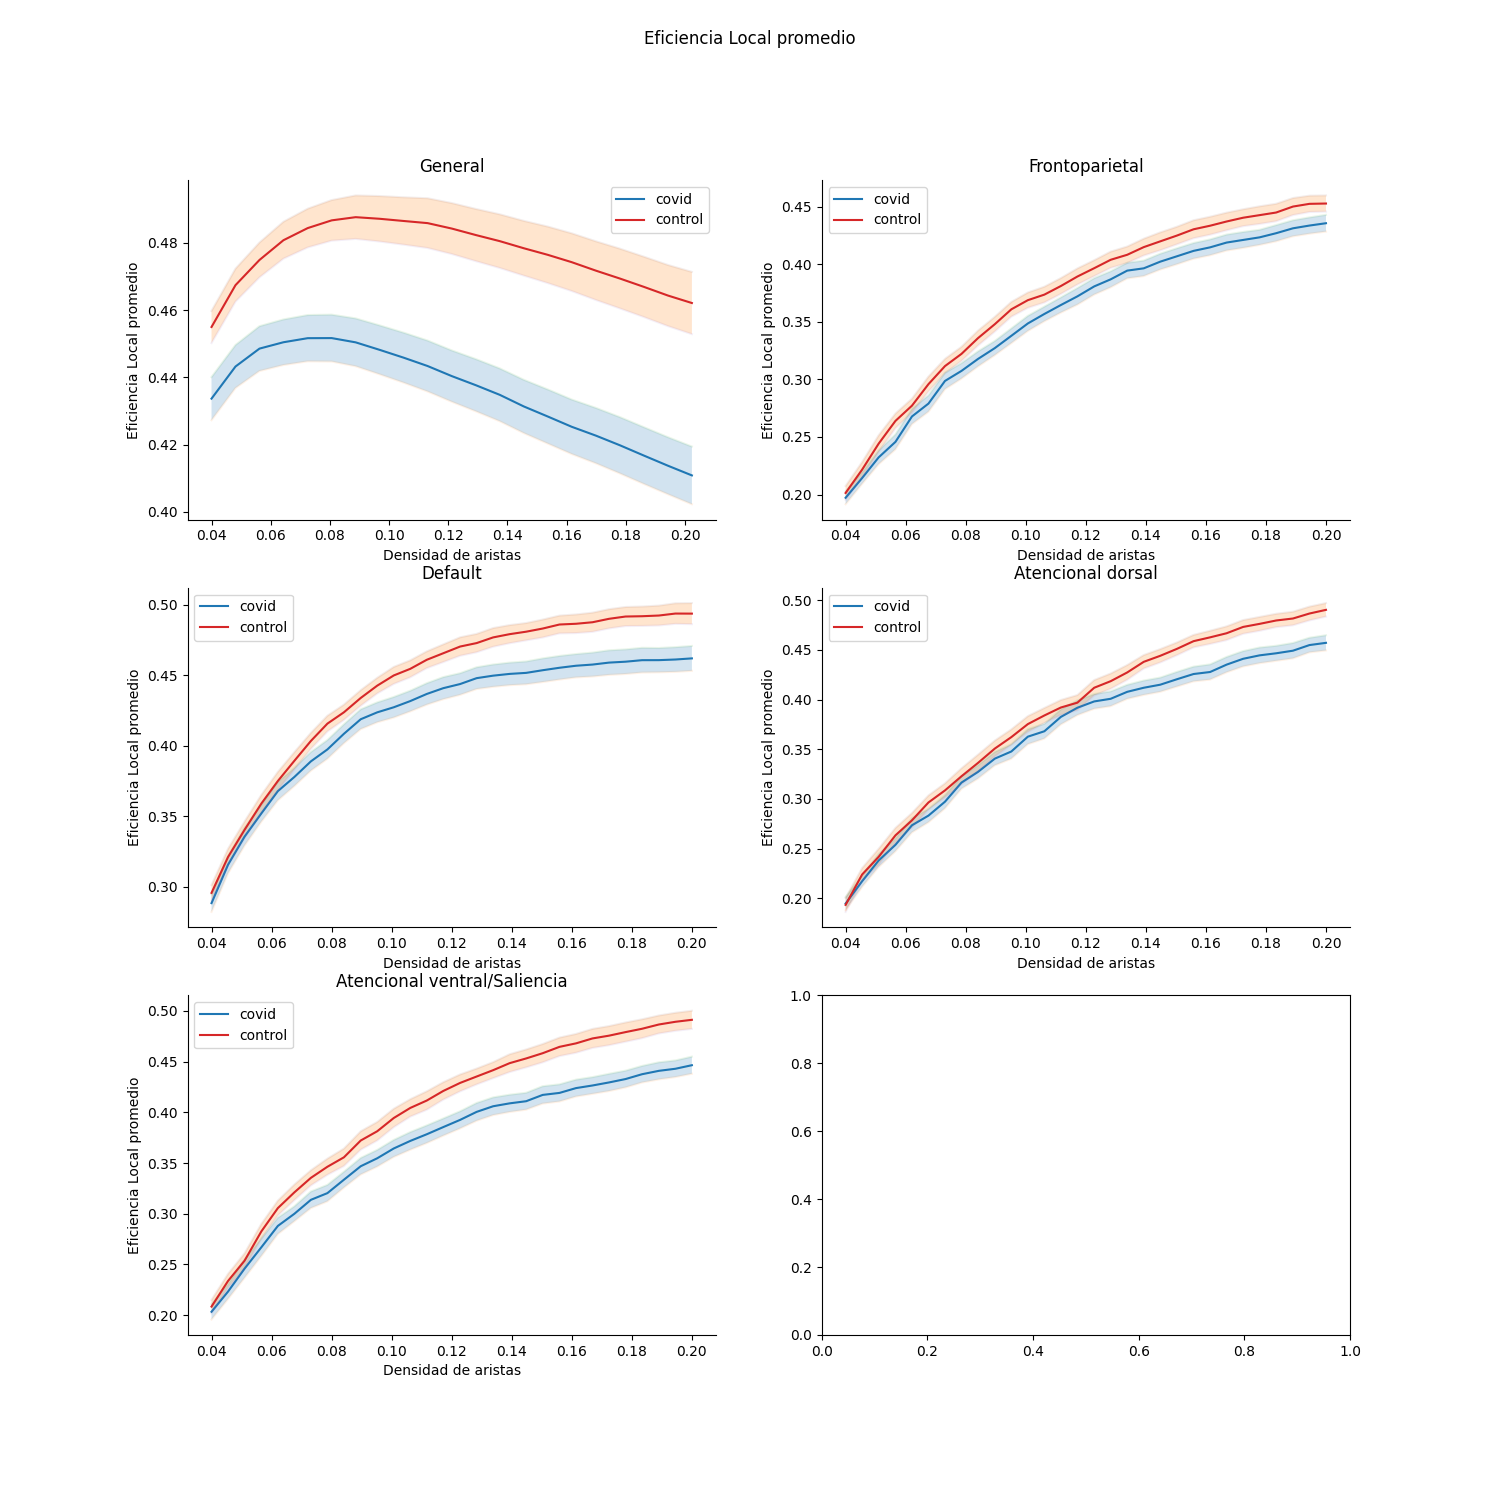 Eficiencia Local promedio
General
Eficiencia Local promedio
0.48
0.46
0.44
0.42
0.40
covid
control
0.04 0.06 0.08 0.10 0.12 0.14 0.16 0.18 0.20
Densidad de aristas
Frontoparietal
Eficiencia Local promedio
0.45
0.40
0.35
0.30
0.25
0.20
covid
control
0.04 0.06 0.08 0.10 0.12 0.14 0.16 0.18 0.20
Densidad de aristas
Default
Eficiencia Local promedio
0.50
0.45
0.40
0.35
0.30
covid
control
0.04 0.06 0.08 0.10 0.12 0.14 0.16 0.18 0.20
Densidad de aristas
Atencional dorsal
Eficiencia Local promedio
0.50
0.45
0.40
0.35
0.30
0.25
0.20
covid
control
0.04 0.06 0.08 0.10 0.12 0.14 0.16 0.18 0.20
Densidad de aristas
Atencional ventral/Saliencia
Eficiencia Local promedio
0.50
0.45
0.40
0.35
0.30
0.25
0.20
covid
control
0.04 0.06 0.08 0.10 0.12 0.14 0.16 0.18 0.20
Densidad de aristas
1.0
0.8
0.6
0.4
0.2
0.0
0.0 0.2 0.4 0.6 0.8 1.0